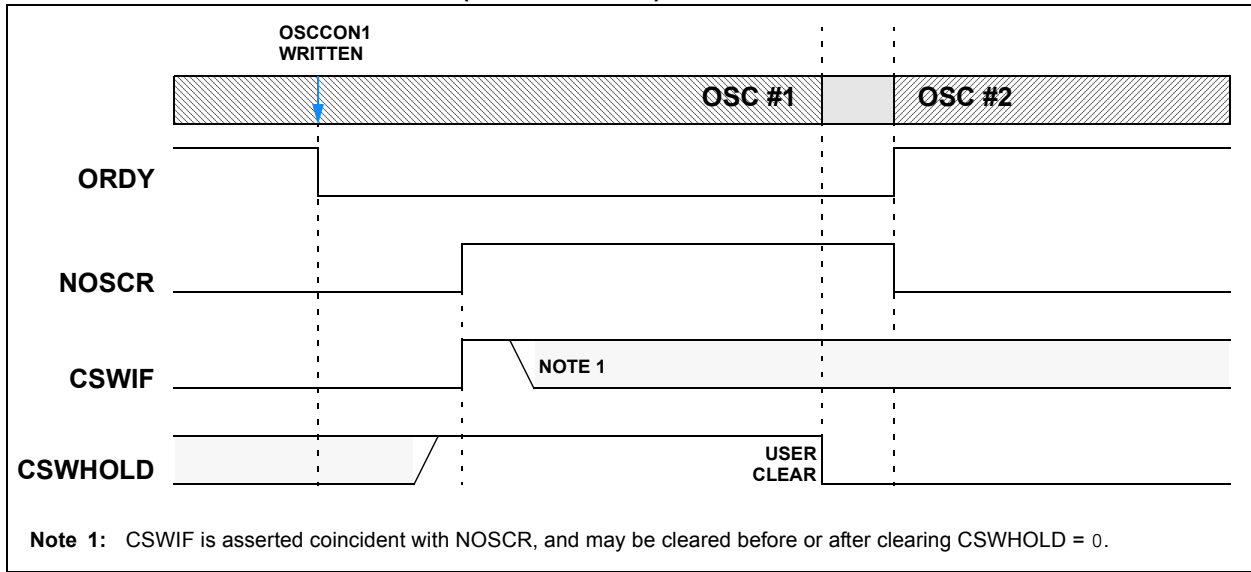 OSCCON1
WRITTEN
OSC #1
OSC #2
ORDY
NOSCR
CSWIF
NOTE 1
CSWHOLD
USER
CLEAR
Note 1: CSWIF is asserted coincident with NOSCR, and may be cleared before or after clearing CSWHOLD = 0.